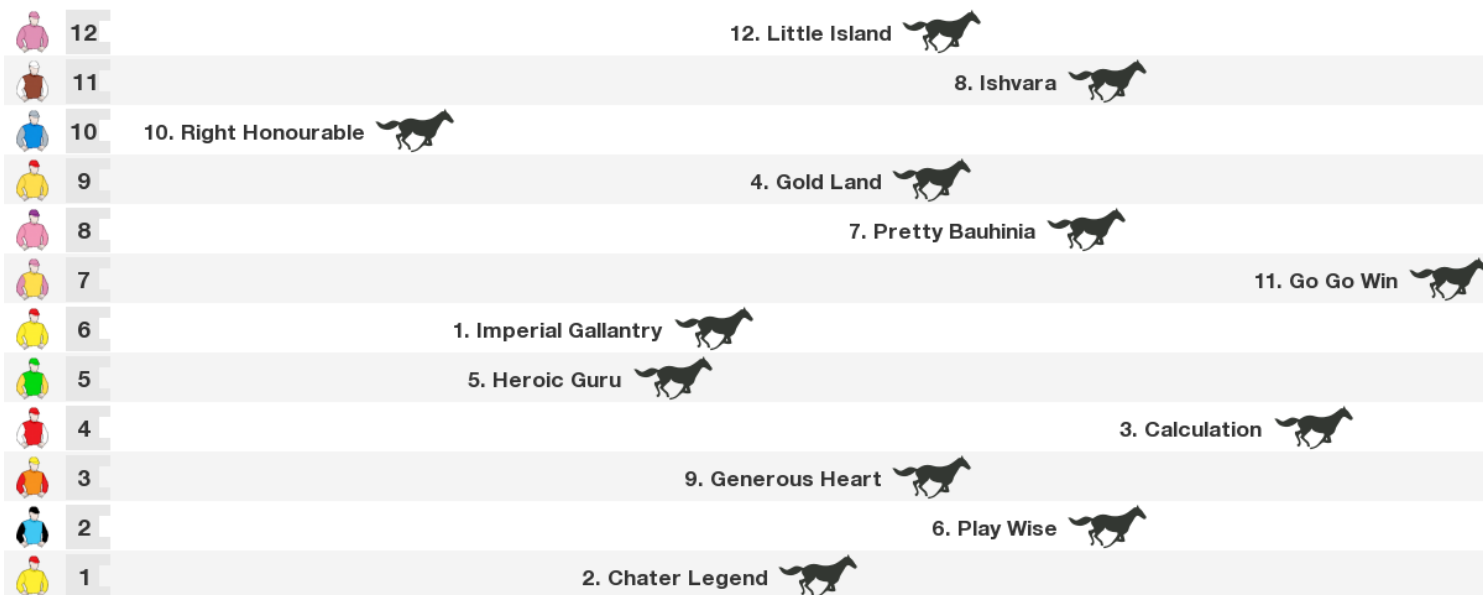 12 12. Little Island
11 8. Ishvara
10 10. Right Honourable
9 4. Gold Land
8 7. Pretty Bauhinia
7 11. Go Go Win
6 1. Imperial Gallantry
5 5. Heroic Guru
4 3. Calculation
3 9. Generous Heart
2 6. Play Wise
1 2. Chater Legend